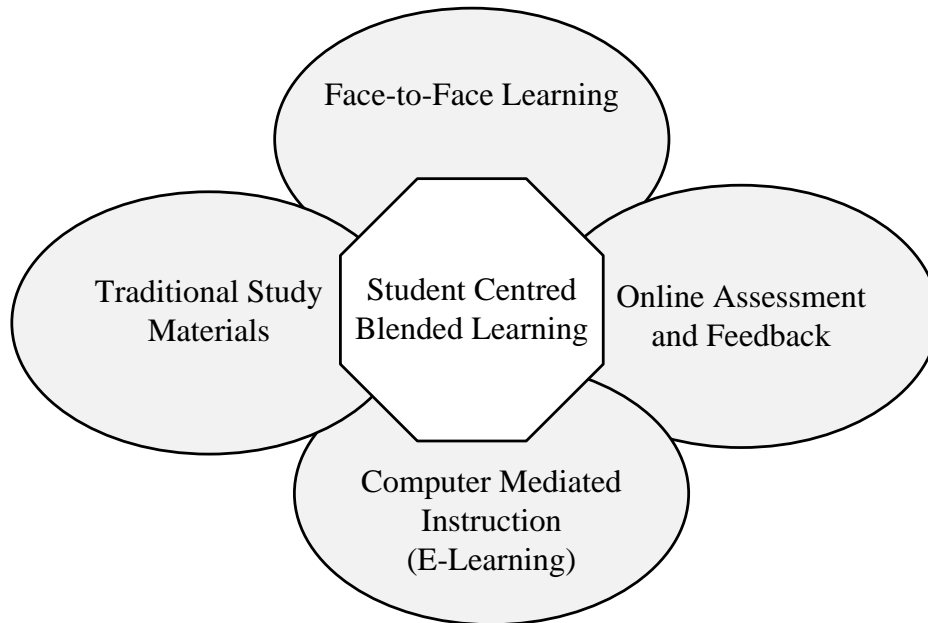 Face-to-Face Learning
Traditional Study
Materials
Student Centred
Blended Learning
Online Assessment
and Feedback
Computer Mediated
Instruction
(E-Learning)